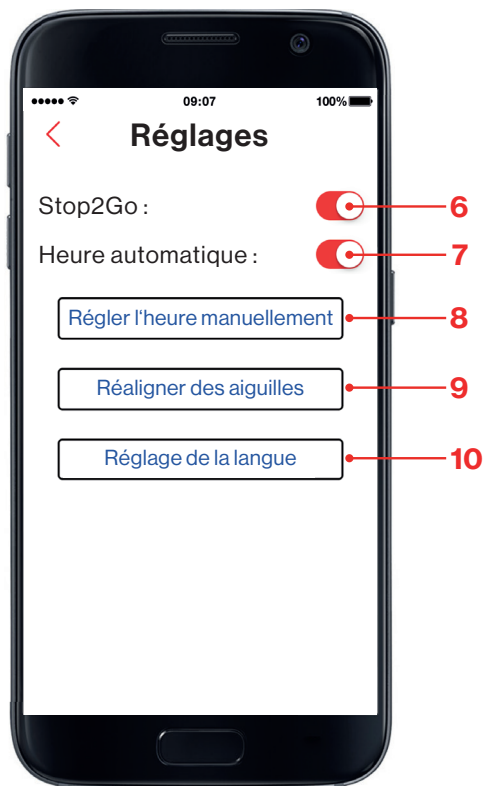 09:07 100%
Réglages
Stop2Go : 6
Heure automatique : 7
Régler l‘heure manuellement 8
Réaligner des aiguilles 9
Réglage de la langue 10